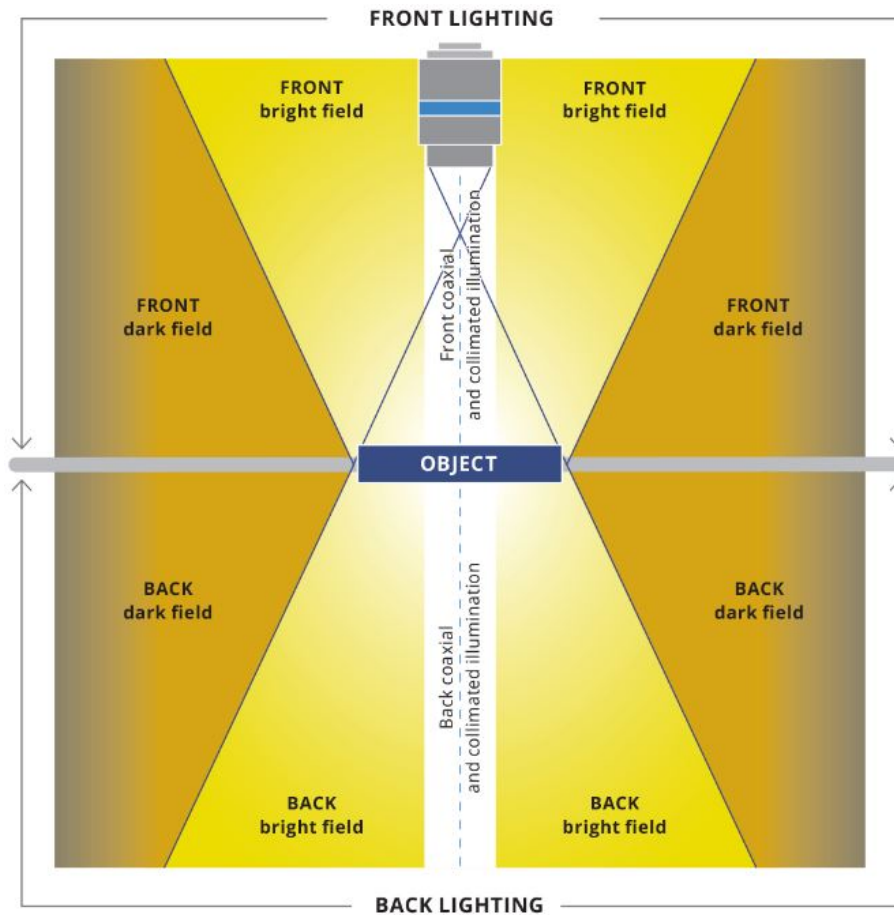 FRONT LIGHTING
FRONT
bright field
FRONT
bright field
Front coaxial
and collimated illumination
FRONT
dark field
FRONT
dark field
OBJECT
BACK
dark field
BACK
dark field
Back coaxial
and collimated illumination
BACK
bright field
BACK
bright field
BACK LIGHTING